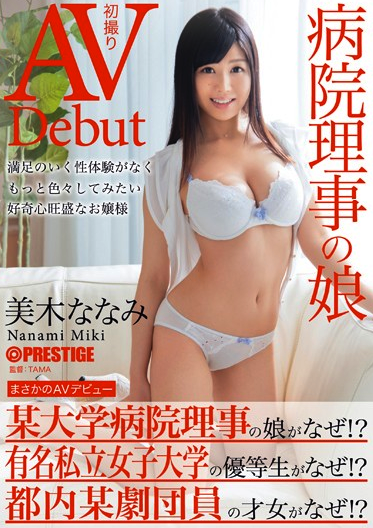 初撮り
AV
Debut
満足のいく性体験がなく
もっと色々してみたい
好奇心旺盛なお嬢様
病院理事の娘
美木ななみ
Nanami Miki
@PRESTIGE
監督:TAMA
まさかのAVデビュー
某大学病院理事の娘がなぜ!?
有名私立女子大学の優等生がなぜ!?
都内某劇団員の才女がなぜ!?